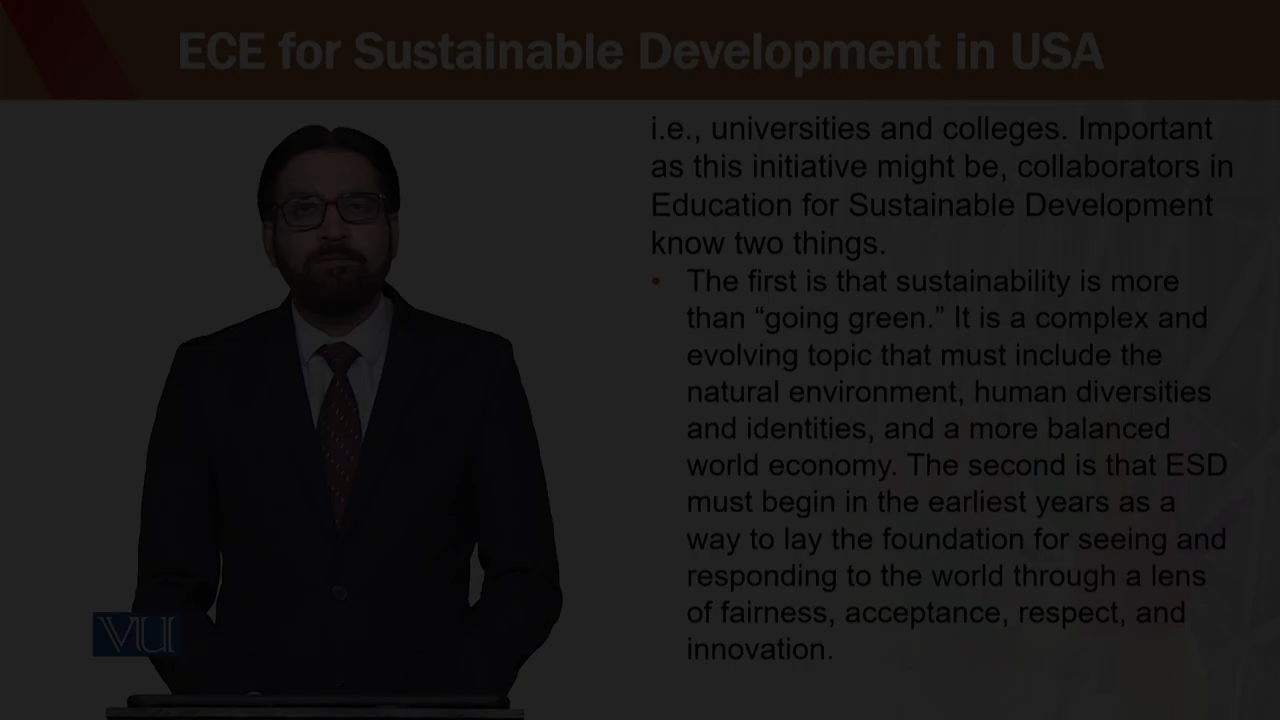 ECE for Sustainable Development in USA
i.e., universities and colleges. Important
as this initiative might be, collaborators in
Education for Sustainable Development
know two things.
• The first is that sustainability is more
than “going green.” It is a complex and
evolving topic that must include the
natural environment, human diversities
and identities, and a more balanced
world economy. The second is that ESD
must begin in the earliest years as a
way to lay the foundation for seeing and
responding to the world through a lens
of fairness, acceptance, respect, and
innovation.
VU